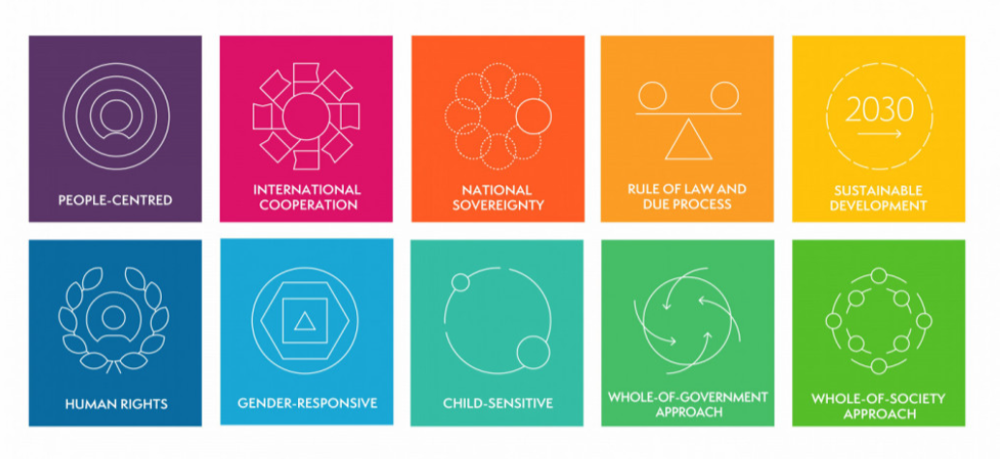 PEOPLE-CENTRED
INTERNATIONAL
COOPERATION
NATIONAL
SOVEREIGNTY
RULE OF LAW AND
DUE PROCESS
2030
SUSTAINABLE
DEVELOPMENT
HUMAN RIGHTS
GENDER-RESPONSIVE
CHILD-SENSITIVE
WHOLE-OF-GOVERNMENT
APPROACH
WHOLE-OF-SOCIETY
APPROACH